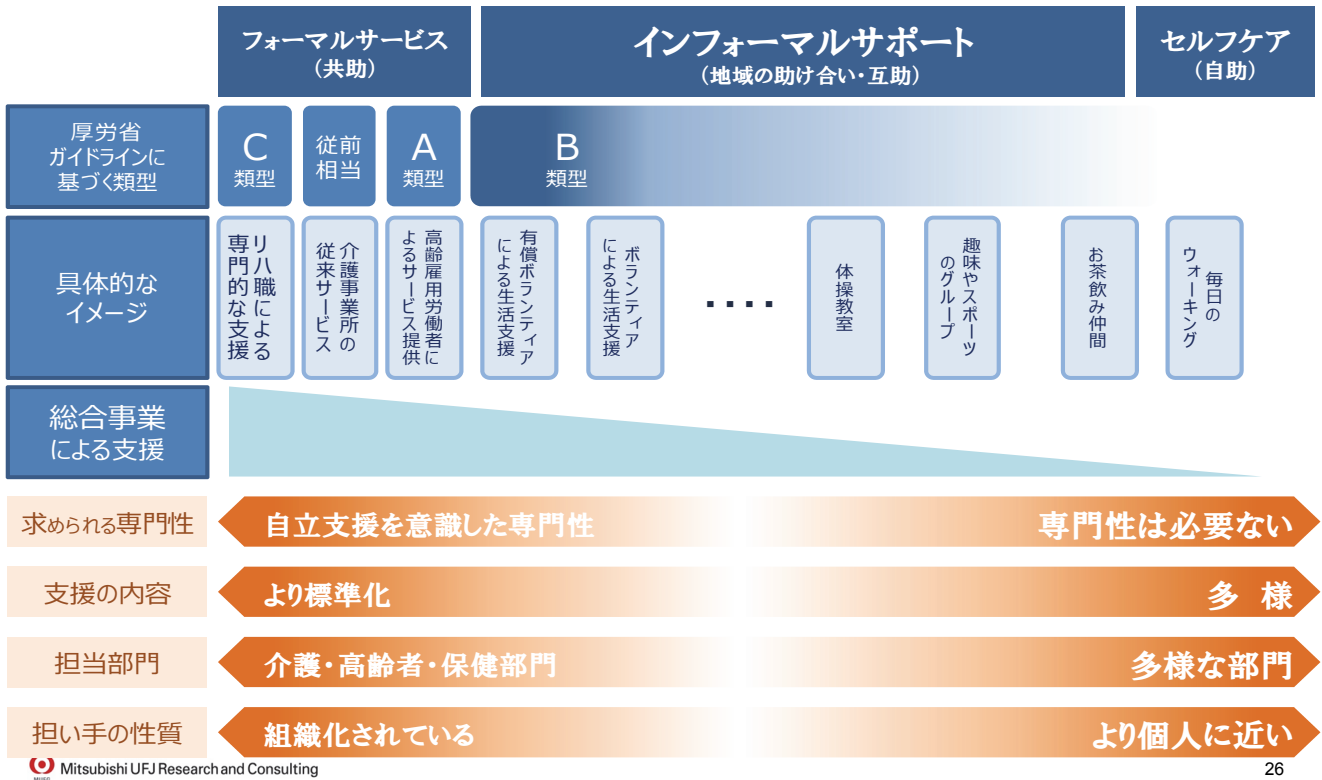 フォーマルサービス
（共助）
インフォーマルサポート
（地域の助け合い・互助）
セルフケア
（自助）
厚労省
ガイドラインに
基づく類型
C
類型
従前
相当
A
類型
B
類型
具体的な
イメージ
リハ職による
専門的な支援
介護事業所の
従来サービス
高齢雇用労働者に
よるサービス提供
有償ボランティア
による生活支援
ボランティア
による生活支援
・・・・
体操教室
趣味やスポーツ
のグループ
お茶飲み仲間
毎日の
ウォーキング
総合事業
による支援
求められる専門性
自立支援を意識した専門性
専門性は必要ない
支援の内容
より標準化
多 様
担当部門
介護・高齢者・保健部門
多様な部門
担い手の性質
組織化されている
より個人に近い
Mitsubishi UFJ Research and Consulting
26